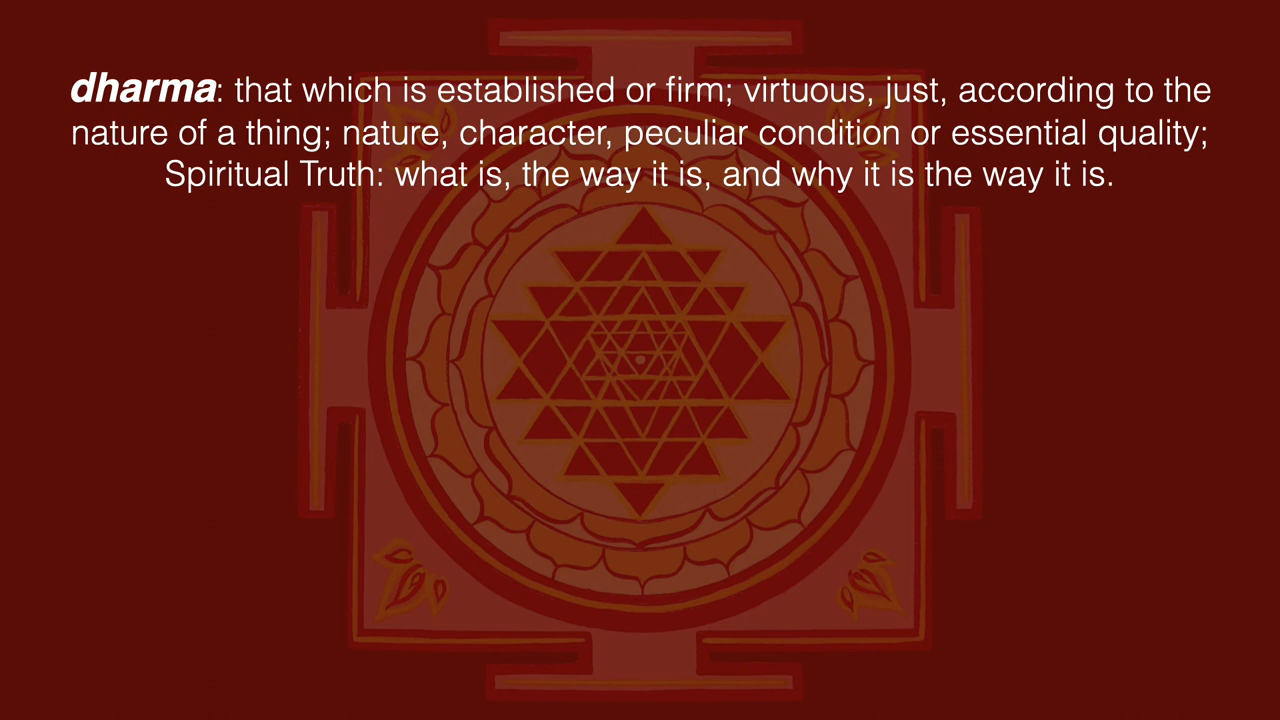 dharma: that which is established or firm; virtuous, just, according to the
nature of a thing; nature, character, peculiar condition or essential quality;
Spiritual Truth: what is, the way it is, and why it is the way it is.